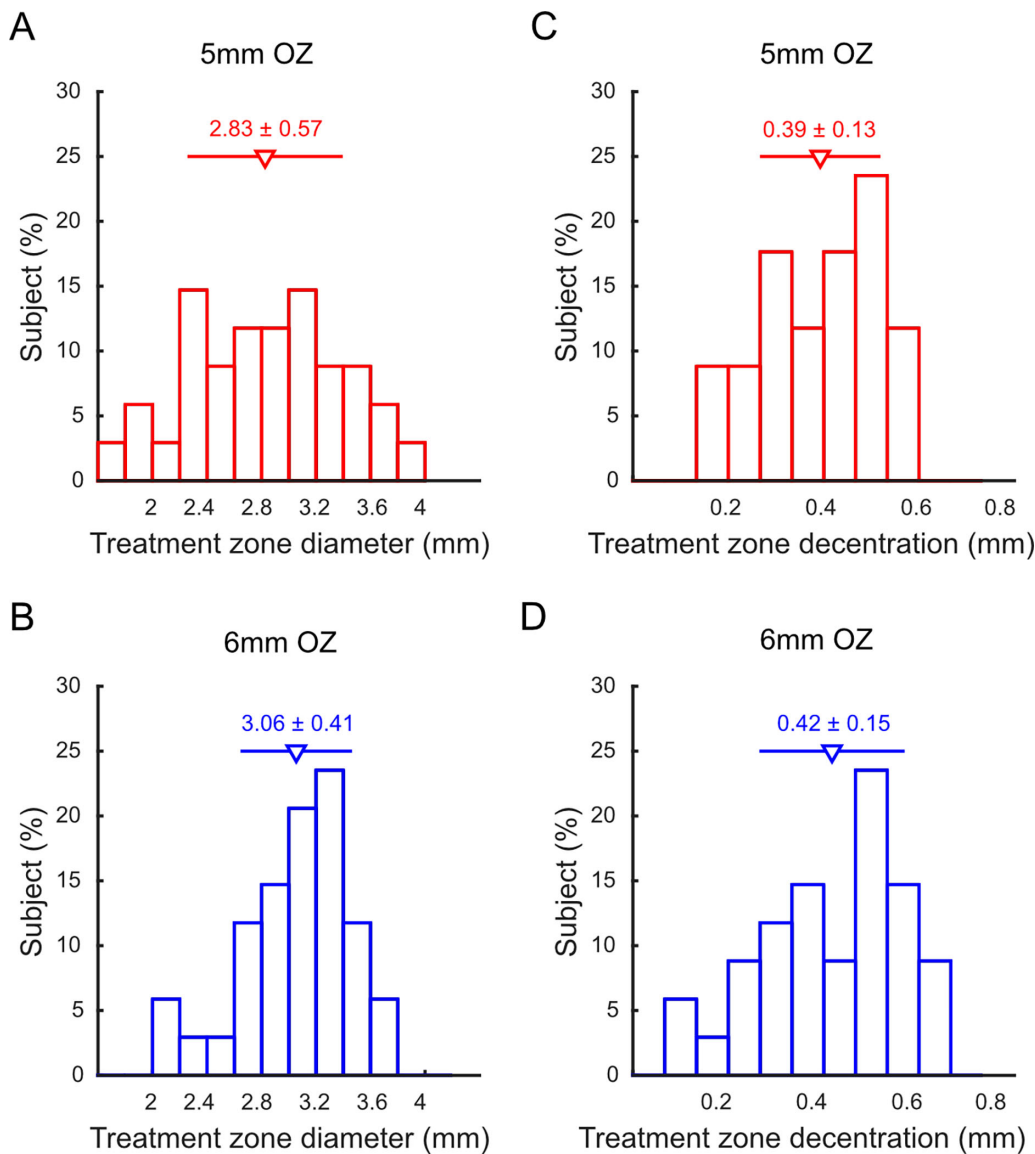 A
5mm OZ
30
25
20
15
10
5
0
Subject (%)
2.83 ± 0.57
2 2.4 2.8 3.2 3.6 4
Treatment zone diameter (mm)
C
5mm OZ
30
25
20
15
10
5
0
Subject (%)
0.39 ± 0.13
0.2 0.4 0.6 0.8
Treatment zone decentration (mm)
B
6mm OZ
30
25
20
15
10
5
0
Subject (%)
3.06 ± 0.41
2 2.4 2.8 3.2 3.6 4
Treatment zone diameter (mm)
D
6mm OZ
30
25
20
15
10
5
0
Subject (%)
0.42 ± 0.15
0.2 0.4 0.6 0.8
Treatment zone decentration (mm)